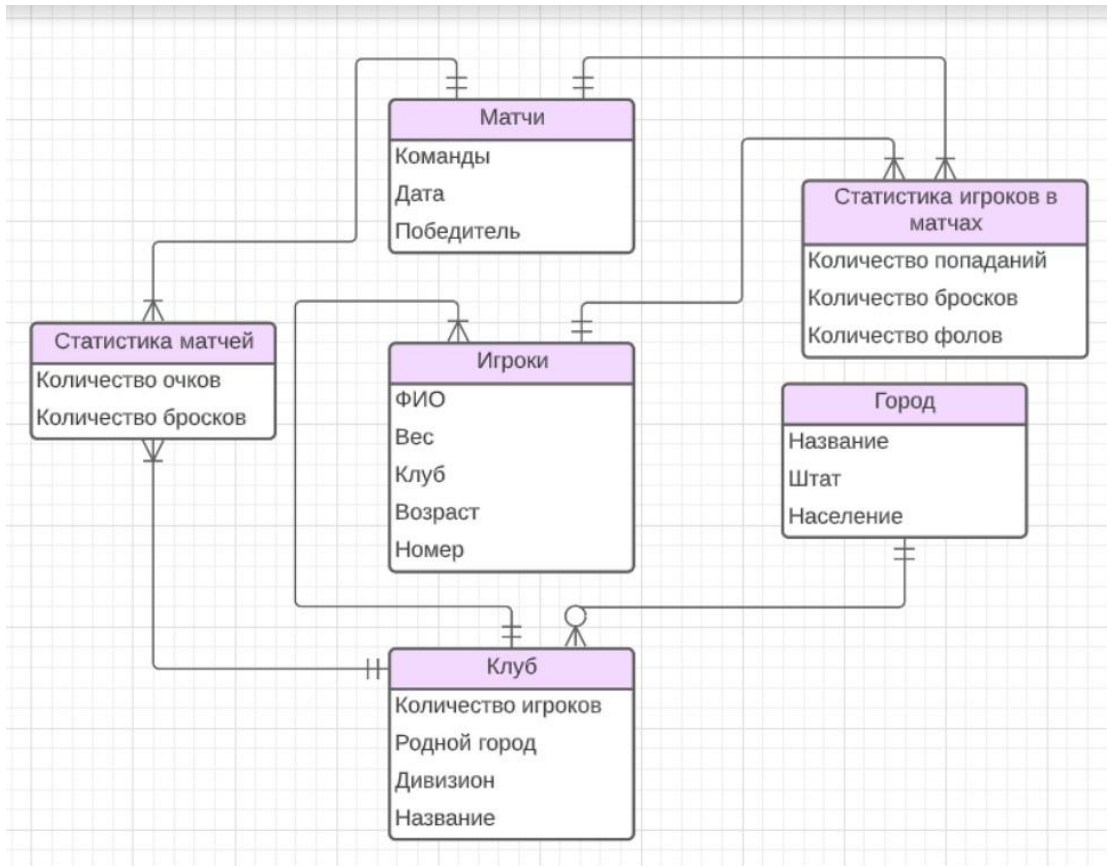 Матчи
Команды
Дата
Победитель
Статистика игроков в
матчах
Количество попаданий
Количество бросков
Количество фолов
Статистика матчей
Количество очков
Количество бросков
Игроки
ФИО
Вес
Клуб
Возраст
Номер
Город
Название
Штат
Население
Клуб
Количество игроков
Родной город
Дивизион
Название